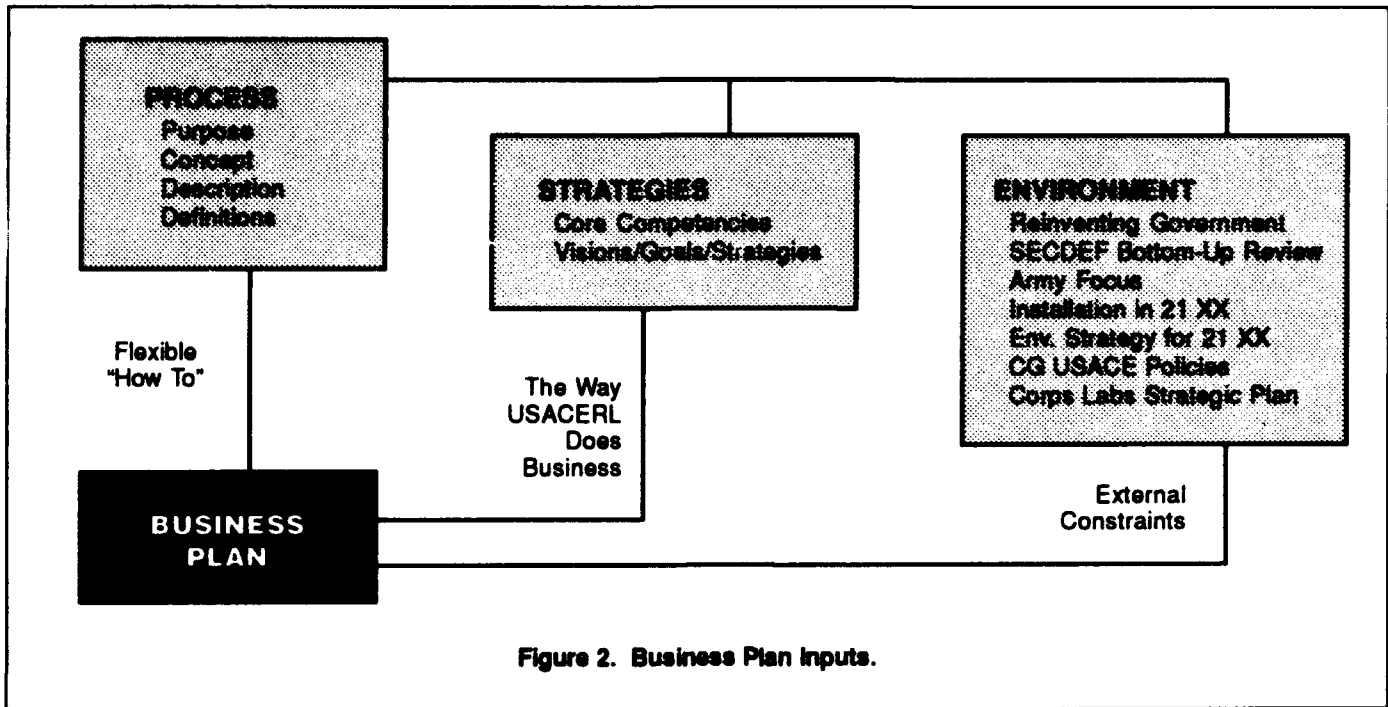 PROCESS
Purpose
Concept
Description
Definitions
STRATEGIES
Core Competencies
Visions/Goals/Strategies
ENVIRONMENT
Reinventing Government
SECDEF Bottom-Up Review
Army Focus
Installation in 21 XX
Env. Strategy for 21 XX
CG USACE Policies
Corps Labs Strategic Plan
Flexible
"How To"
The Way
USACERL
Does
Business
External
Constraints
BUSINESS
PLAN
Figure 2. Business Plan Inputs.